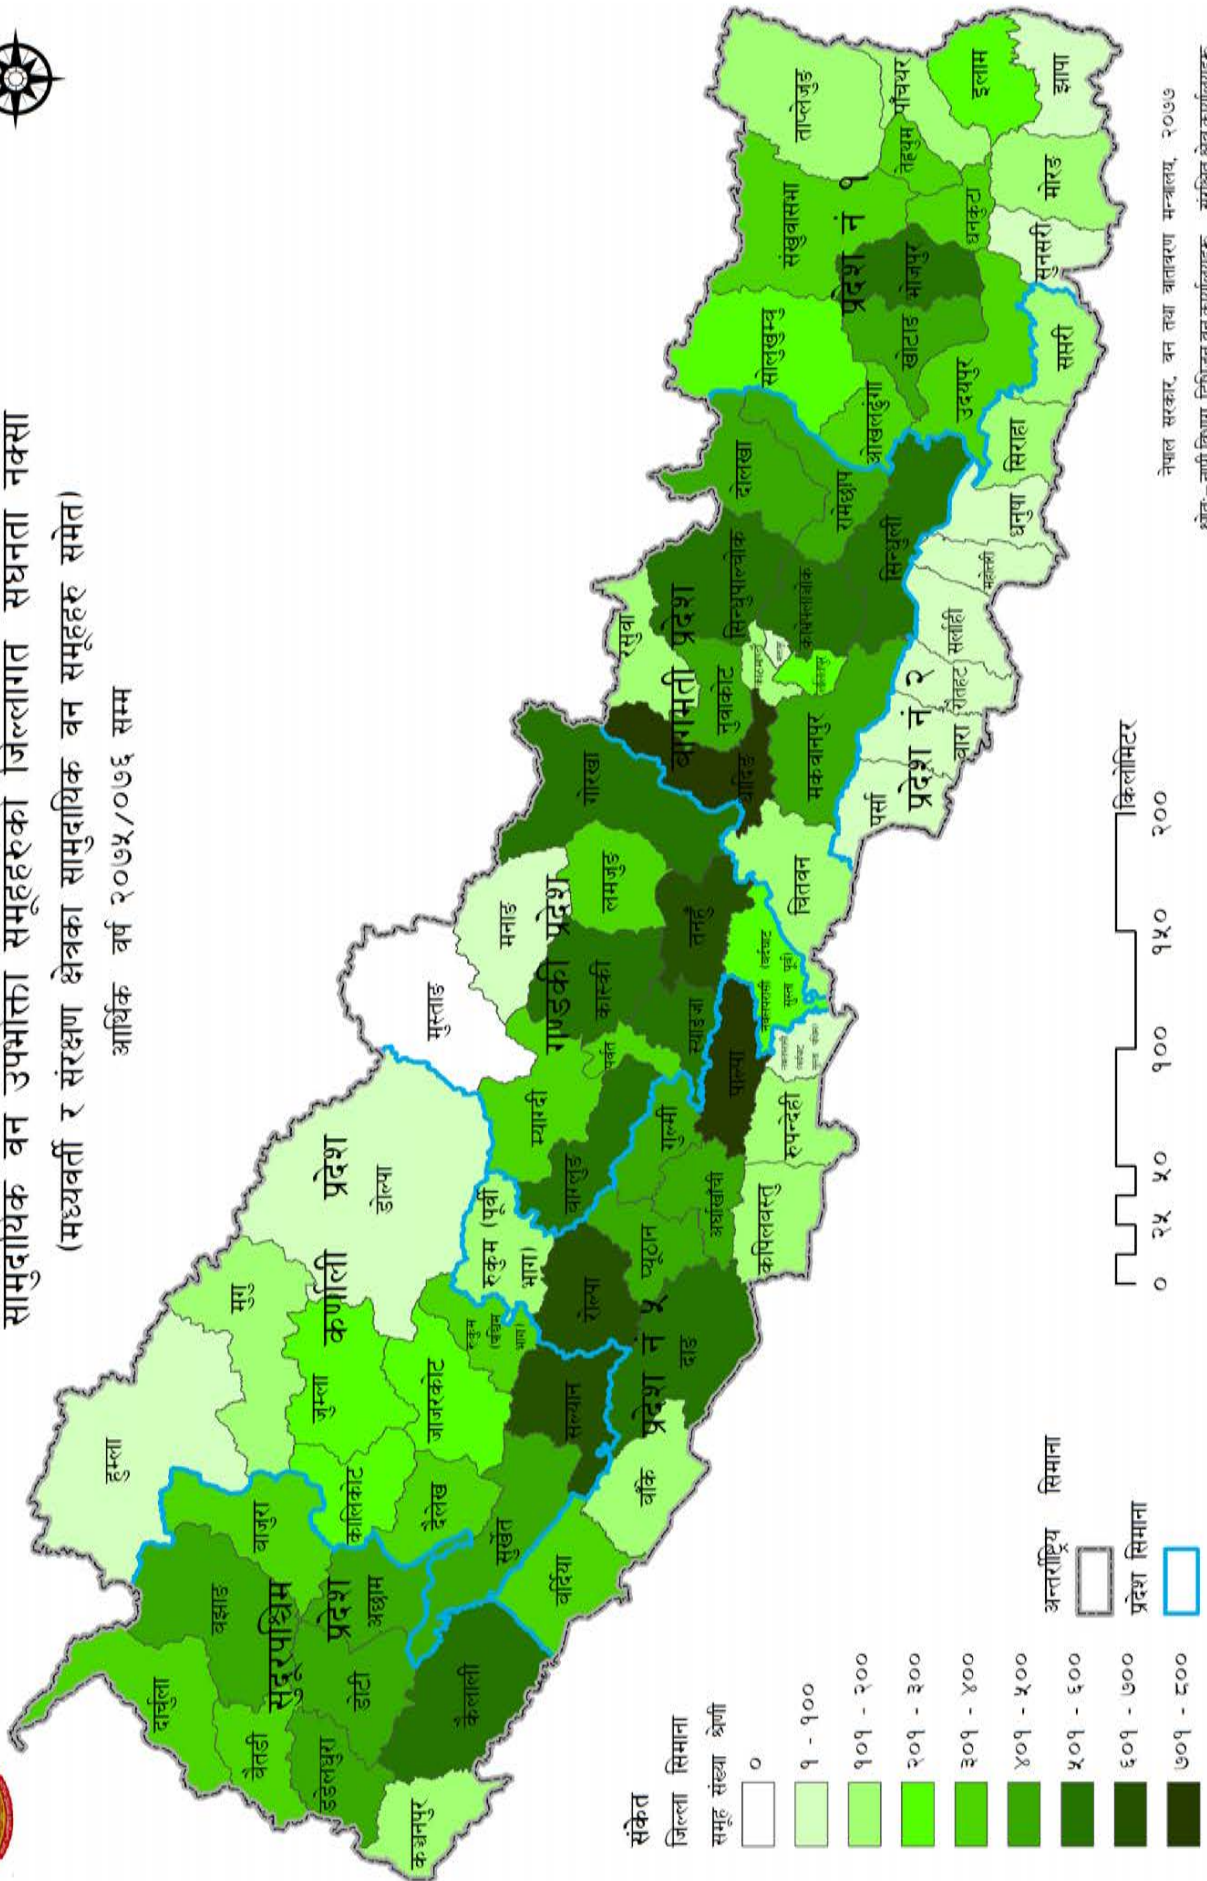 सामुदायिक वन उपभोक्ता समूहहरुको जिल्लागत सघनता नक्सा
(मध्यवर्ती र संरक्षण क्षेत्रका सामुदायिक वन समूहहरु समेत)
आर्थिक वर्ष २०७५/०७६ सम्म
दार्चुला
बझाङ
बैतडी
सुदूरपश्चिम
प्रदेश
बाजुरा
डडेलधुरा
डोटी
अछाम
कञ्चनपुर
कैलाली
हुम्ला
मुगु
कर्णाली प्रदेश
डोल्पा
जुम्ला
कालिकोट
जाजरकोट
दैलेख
रुकुम
(पश्चिम
भाग)
सल्यान
सुर्खेत
बर्दिया
बाँके
रुकुम (पूर्वी
भाग)
रोल्पा
प्रदेश नं ५
दाङ
प्यूठान
गुल्मी
अर्घाखाँची
पाल्पा
कपिलवस्तु
रुपन्देही
मुस्ताङ
मनाङ
गण्डकी प्रदेश
म्याग्दी
बाग्लुङ
पर्वत
कास्की
लमजुङ
गोरखा
स्याङजा
तनहुँ
नवलपरासी (बर्दघाट
सुस्ता पूर्व)
चितवन
रसुवा
बागमती प्रदेश
धादिङ
नुवाकोट
सिन्धुपाल्चोक
दोलखा
काभ्रेपलाञ्चोक
रामेछाप
सिन्धुली
मकवानपुर
पर्सा
प्रदेश नं २
बारा
रौतहट
सर्लाही
महोत्तरी
धनुषा
सिराहा
सप्तरी
सोलुखुम्बु
संखुवासभा
ताप्लेजुङ
प्रदेश नं १
पाँचथर
तेह्रथुम
ओखलढुंगा
खोटाङ
भोजपुर
धनकुटा
इलाम
उदयपुर
सुनसरी
मोरङ
झापा
संकेत
जिल्ला सिमाना
समूह संख्या श्रेणी
०
१ - १००
१०१ - २००
२०१ - ३००
३०१ - ४००
४०१ - ५००
५०१ - ६००
६०१ - ७००
७०१ - ८००
अन्तर्राष्ट्रिय सिमाना
प्रदेश सिमाना
० २५ ५० १०० १५० २००
किलोमिटर
नेपाल सरकार, वन तथा वातावरण मन्त्रालय, २०७७